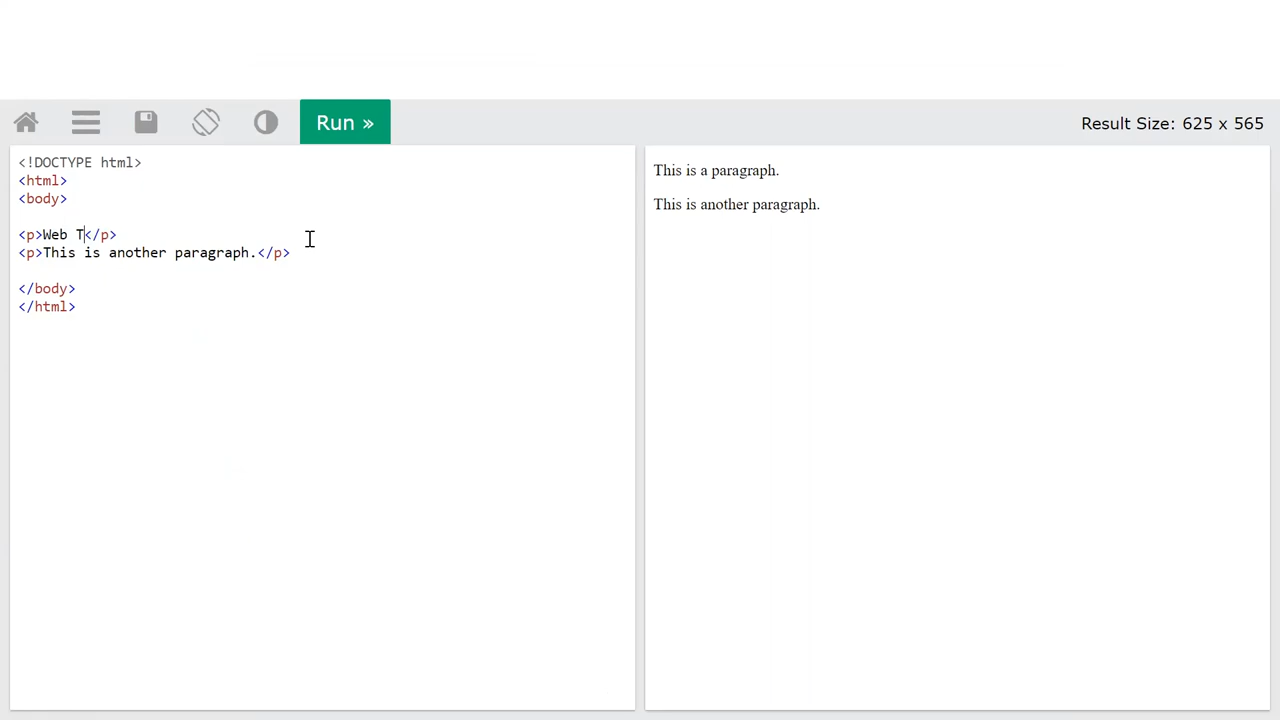 Run »
Result Size: 625 x 565
<!DOCTYPE html>
<html>
<body>
<p>Web T</p>
<p>This is another paragraph.</p>
</body>
</html>
This is a paragraph.
This is another paragraph.